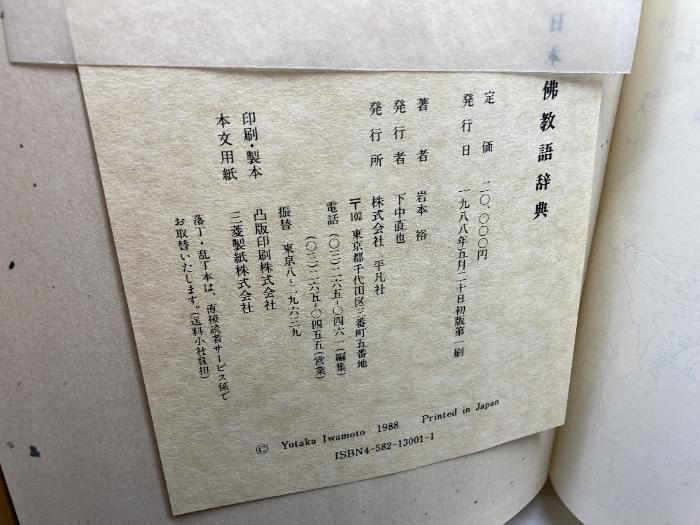 日本佛教語辞典
定価 二〇,〇〇〇円
発行日 一九八八年五月二十日初版第一刷
著者 岩本 裕
発行者 下中直也
発行所 株式会社 平凡社
〒102 東京都千代田区三番町五番地
電話(〇三)二六五―〇四六一(編集)
(〇三)二六五―〇四五五(営業)
振替 東京八―二九六三九
印刷・製本 凸版印刷株式会社
本文用紙 三菱製紙株式会社
落丁・乱丁本は、直接読者サービス係で
お取替いたします。(送料小社負担)
© Yutaka Iwamoto 1988 Printed in Japan
ISBN4-582-13001-1